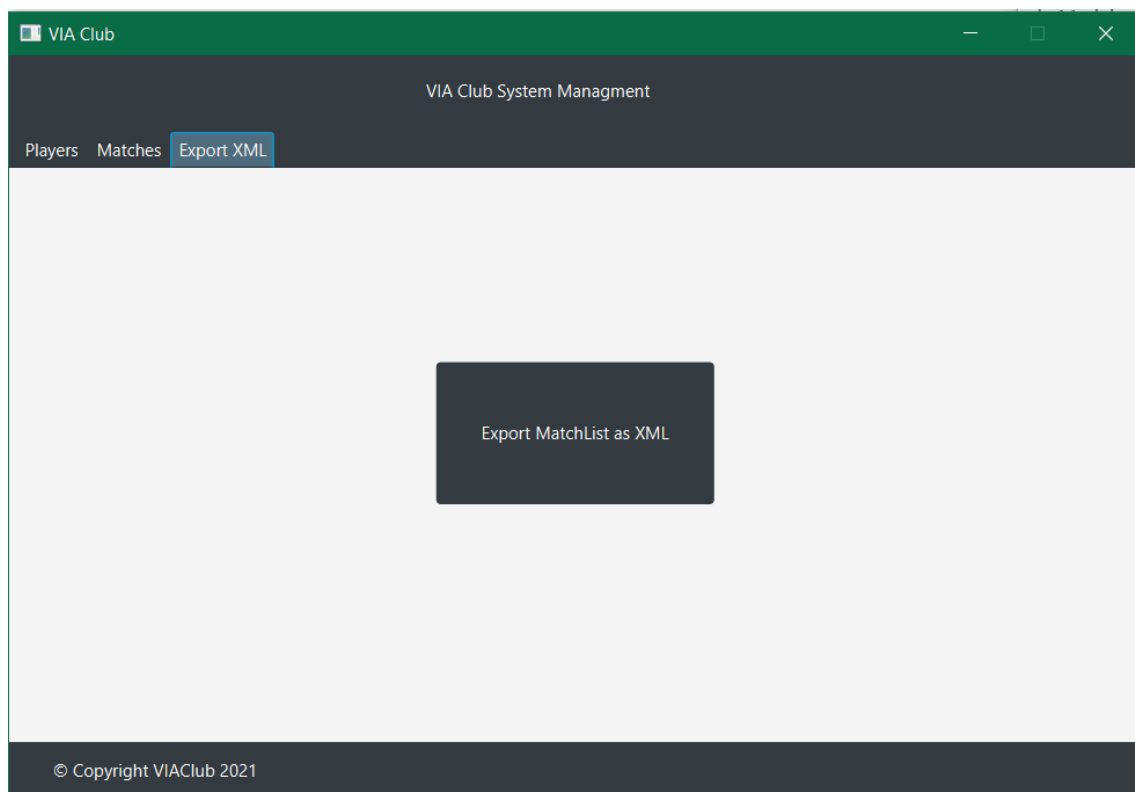 VIA Club
VIA Club System Managment
Players Matches Export XML
Export MatchList as XML
© Copyright VIAClub 2021